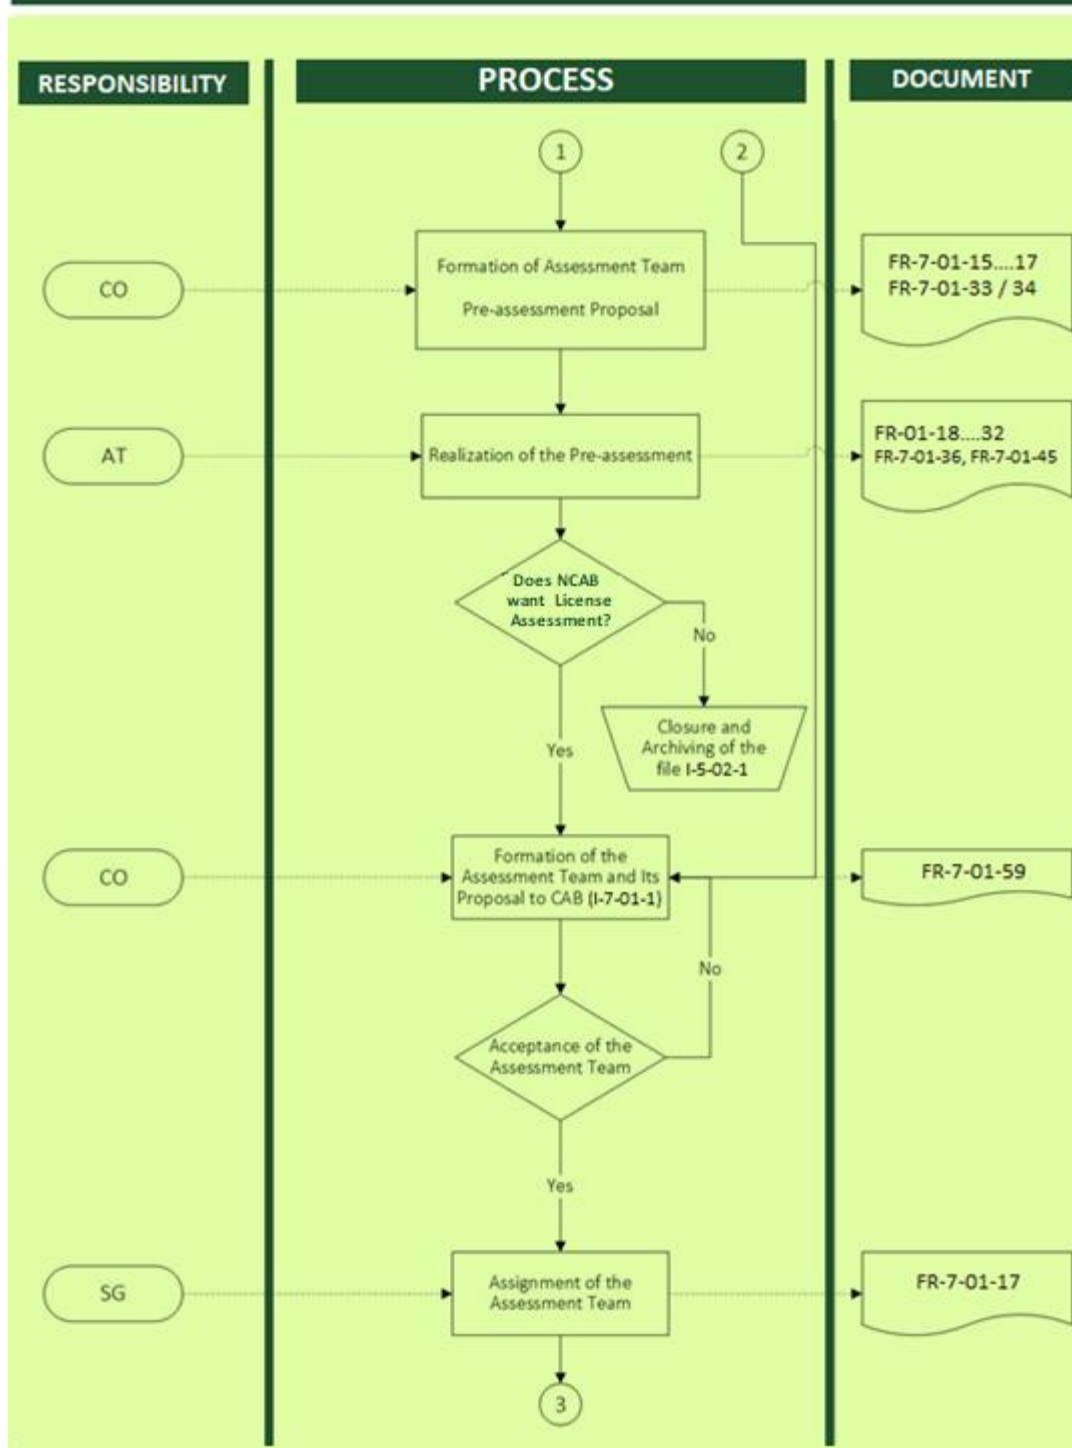 RESPONSIBILITY
PROCESS
DOCUMENT
1
2
CO
Formation of Assessment Team
Pre-assessment Proposal
FR-7-01-15....17
FR-7-01-33 / 34
AT
Realization of the Pre-assessment
FR-01-18....32
FR-7-01-36, FR-7-01-45
Does NCAB
want License
Assessment?
No
Closure and
Archiving of the
file I-5-02-1
Yes
CO
Formation of the
Assessment Team and Its
Proposal to CAB (I-7-01-1)
FR-7-01-59
No
Acceptance of the
Assessment Team
Yes
SG
Assignment of the
Assessment Team
FR-7-01-17
3